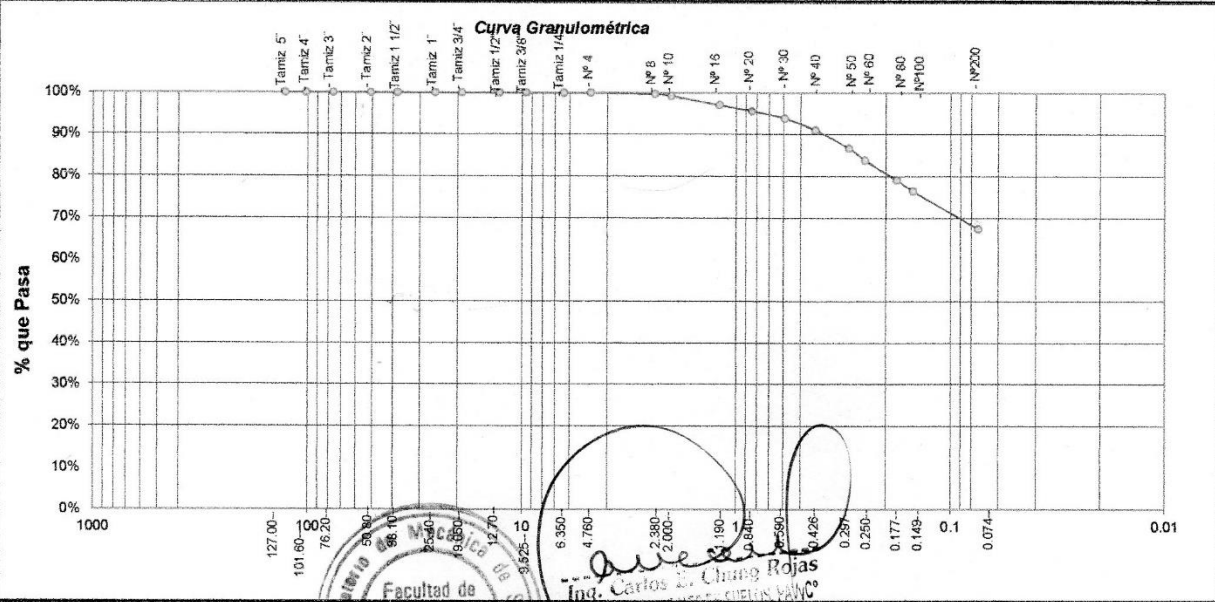 Curva Granulométrica
Tamiz 5"
Tamiz 4"
Tamiz 3"
Tamiz 2"
Tamiz 1 1/2"
Tamiz 1"
Tamiz 3/4"
Tamiz 1/2"
Tamiz 3/8"
Tamiz 1/4"
Nº 4
Nº 8
Nº 10
Nº 16
Nº 20
Nº 30
Nº 40
Nº 50
Nº 60
Nº 80
Nº100
Nº200
% que Pasa
100%
90%
80%
70%
60%
50%
40%
30%
20%
10%
0%
1000
127.00
101.60
100
76.20
50.80
38.10
25.40
12.70
9.525
10
6.350
4.760
2.380
2.000
1.190
1
0.840
0.590
0.426
0.297
0.250
0.177
0.149
0.1
0.074
0.01
de Mecánica de
Facultad de
Ing. Carlos E. Chung Rojas